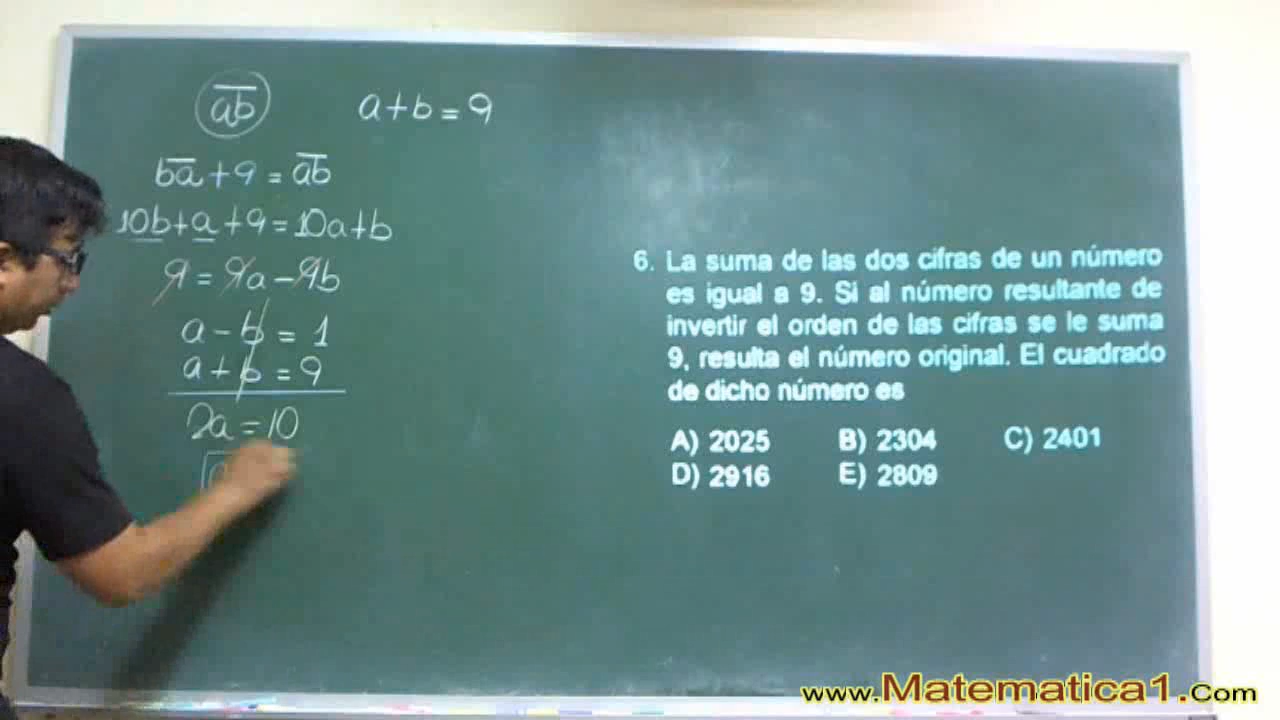 ab a+b=9
ba+9=ab
10b+a+9=10a+b
9=9a-9b
a-b=1
a+b=9
2a=10
6. La suma de las dos cifras de un número
es igual a 9. Si al número resultante de
invertir el orden de las cifras se le suma
9, resulta el número original. El cuadrado
de dicho número es
A) 2025 B) 2304 C) 2401
D) 2916 E) 2809
www.Matematica1.Com